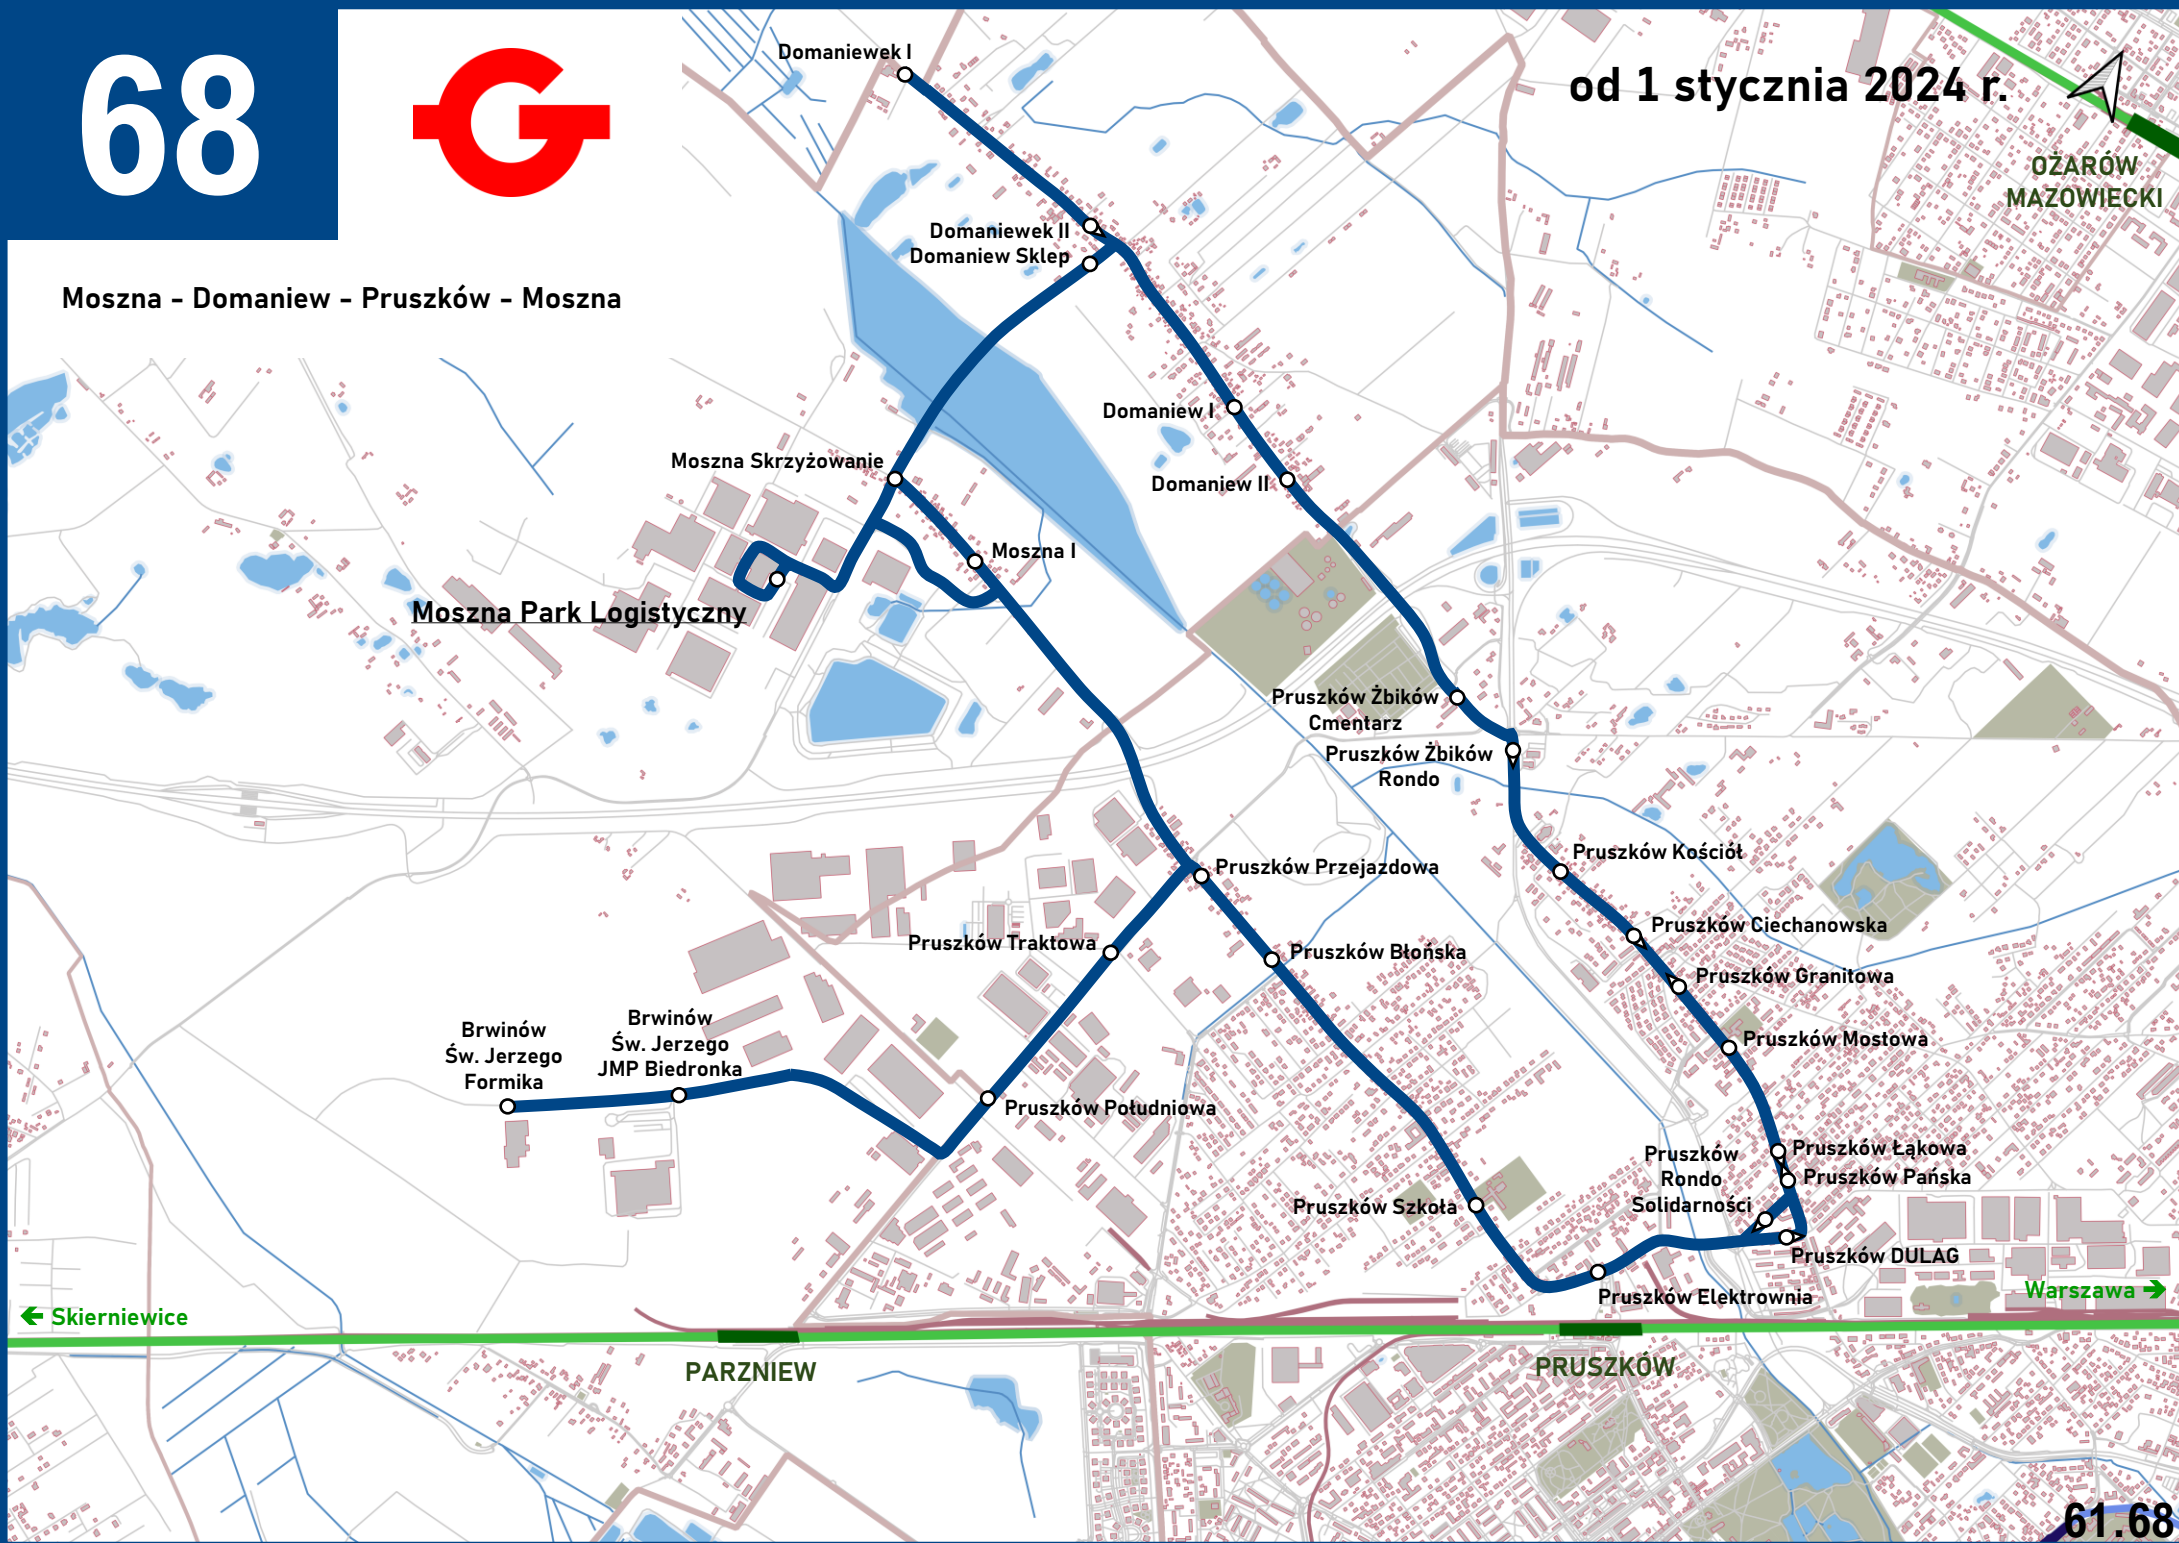 68
od 1 stycznia 2024 r.
Moszna - Domaniew - Pruszków - Moszna
Domaniewek I
OŻARÓW
MAZOWIECKI
Domaniewek II
Domaniew Sklep
Domaniew I
Moszna Skrzyżowanie
Domaniew II
Moszna I
Moszna Park Logistyczny
Pruszków Żbików
Cmentarz
Pruszków Żbików
Rondo
Pruszków Kościół
Pruszków Przejazdowa
Pruszków Ciechanowska
Pruszków Traktowa
Pruszków Błońska
Pruszków Granitowa
Brwinów
Św. Jerzego
Formika
Brwinów
Św. Jerzego
JMP Biedronka
Pruszków Mostowa
Pruszków Południowa
Pruszków Łąkowa
Pruszków Pańska
Pruszków
Rondo
Solidarności
Pruszków Szkoła
Pruszków DULAG
Pruszków Elektrownia
Warszawa →
← Skierniewice
PARZNIEW
PRUSZKÓW
61.68